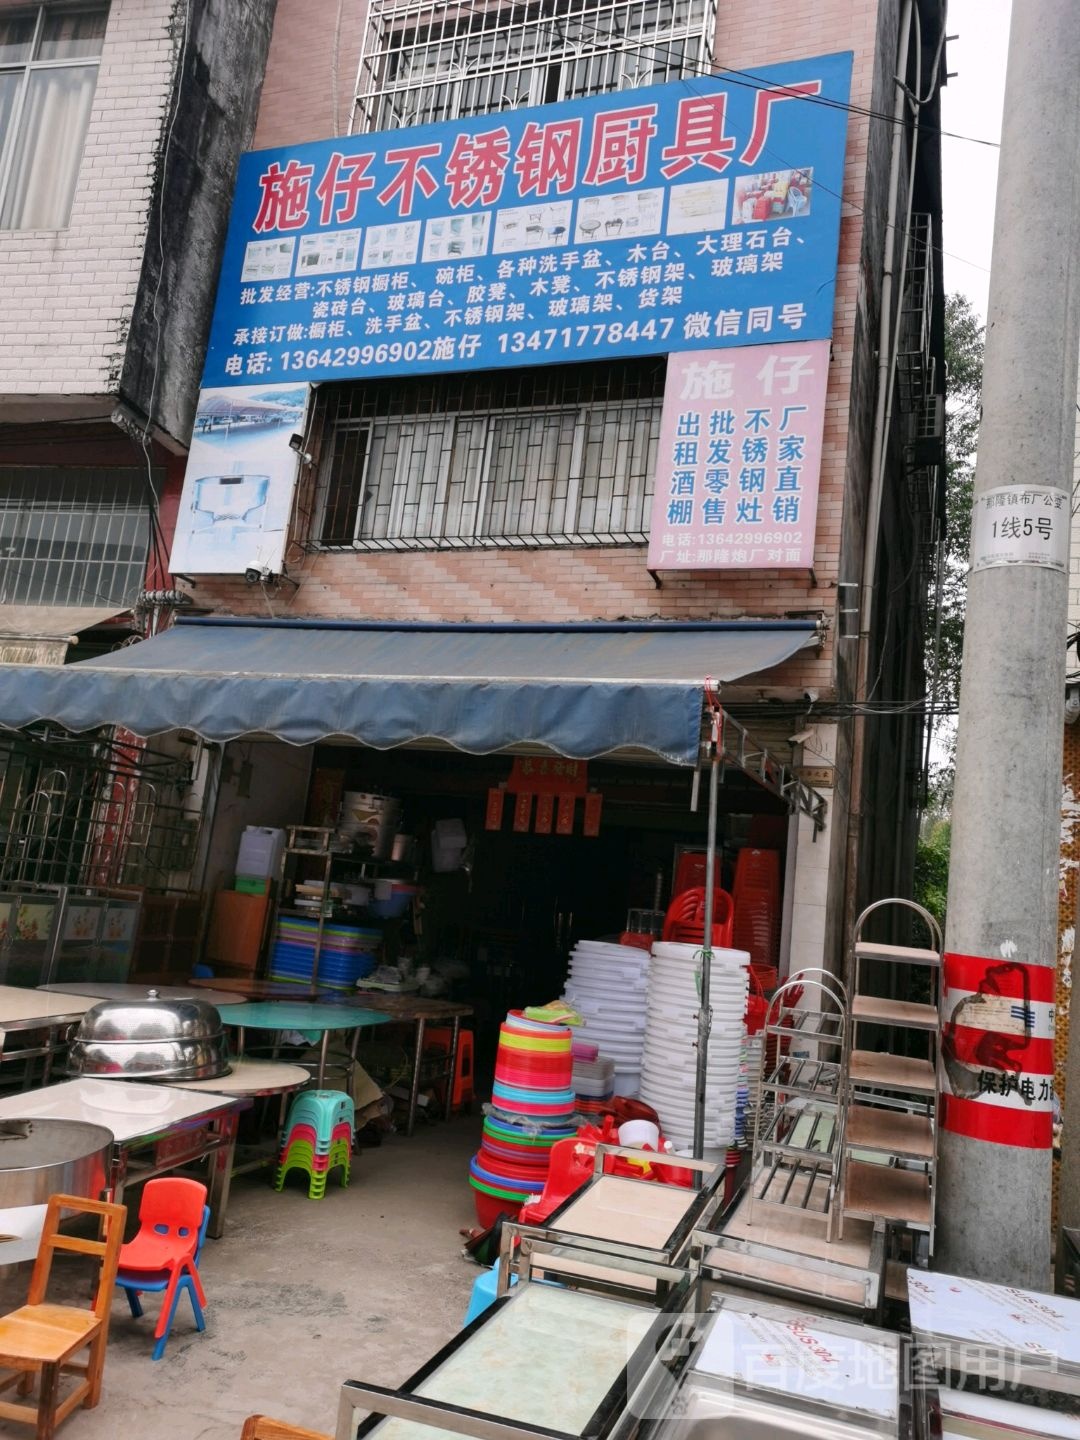 施仔不锈钢厨具厂
批发经营:不锈钢橱柜、碗柜、各种洗手盆、木台、大理石台、
瓷砖台、玻璃台、胶凳、木凳、不锈钢架、玻璃架
承接订做:橱柜、洗手盆、不锈钢架、玻璃架、货架
电话: 13642996902施仔 13471778447 微信同号
施仔
厂家直销
不锈钢灶
批发零售
出租酒棚
电话:13642996902
厂址:那隆炮厂对面
那隆镇布厂公变
1线5号
保护电力
SUS304
百度地图用户